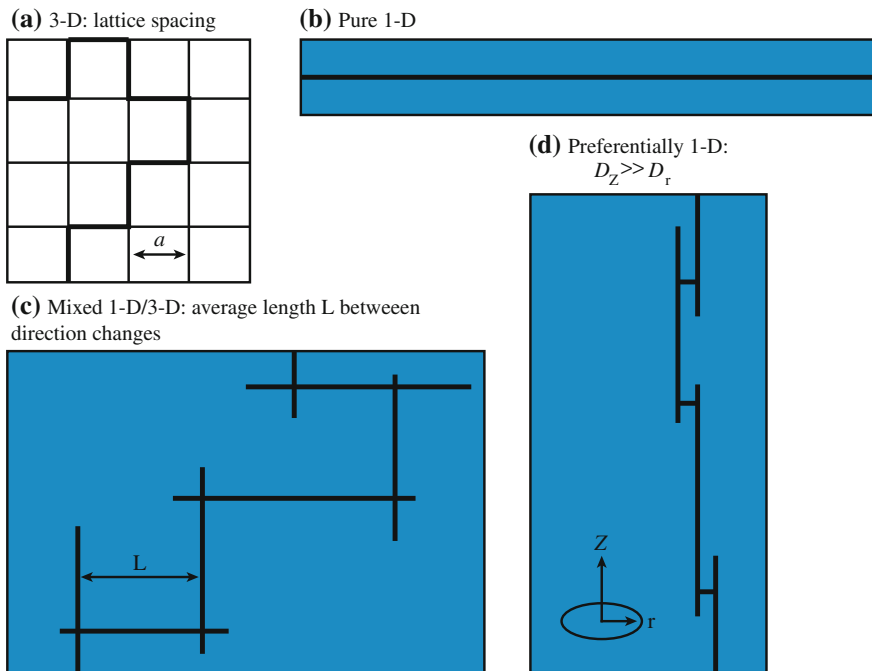 (a) 3-D: lattice spacing
a
(b) Pure 1-D
(c) Mixed 1-D/3-D: average length L betweeen
direction changes
L
(d) Preferentially 1-D:
D_Z >> D_r
Z
r